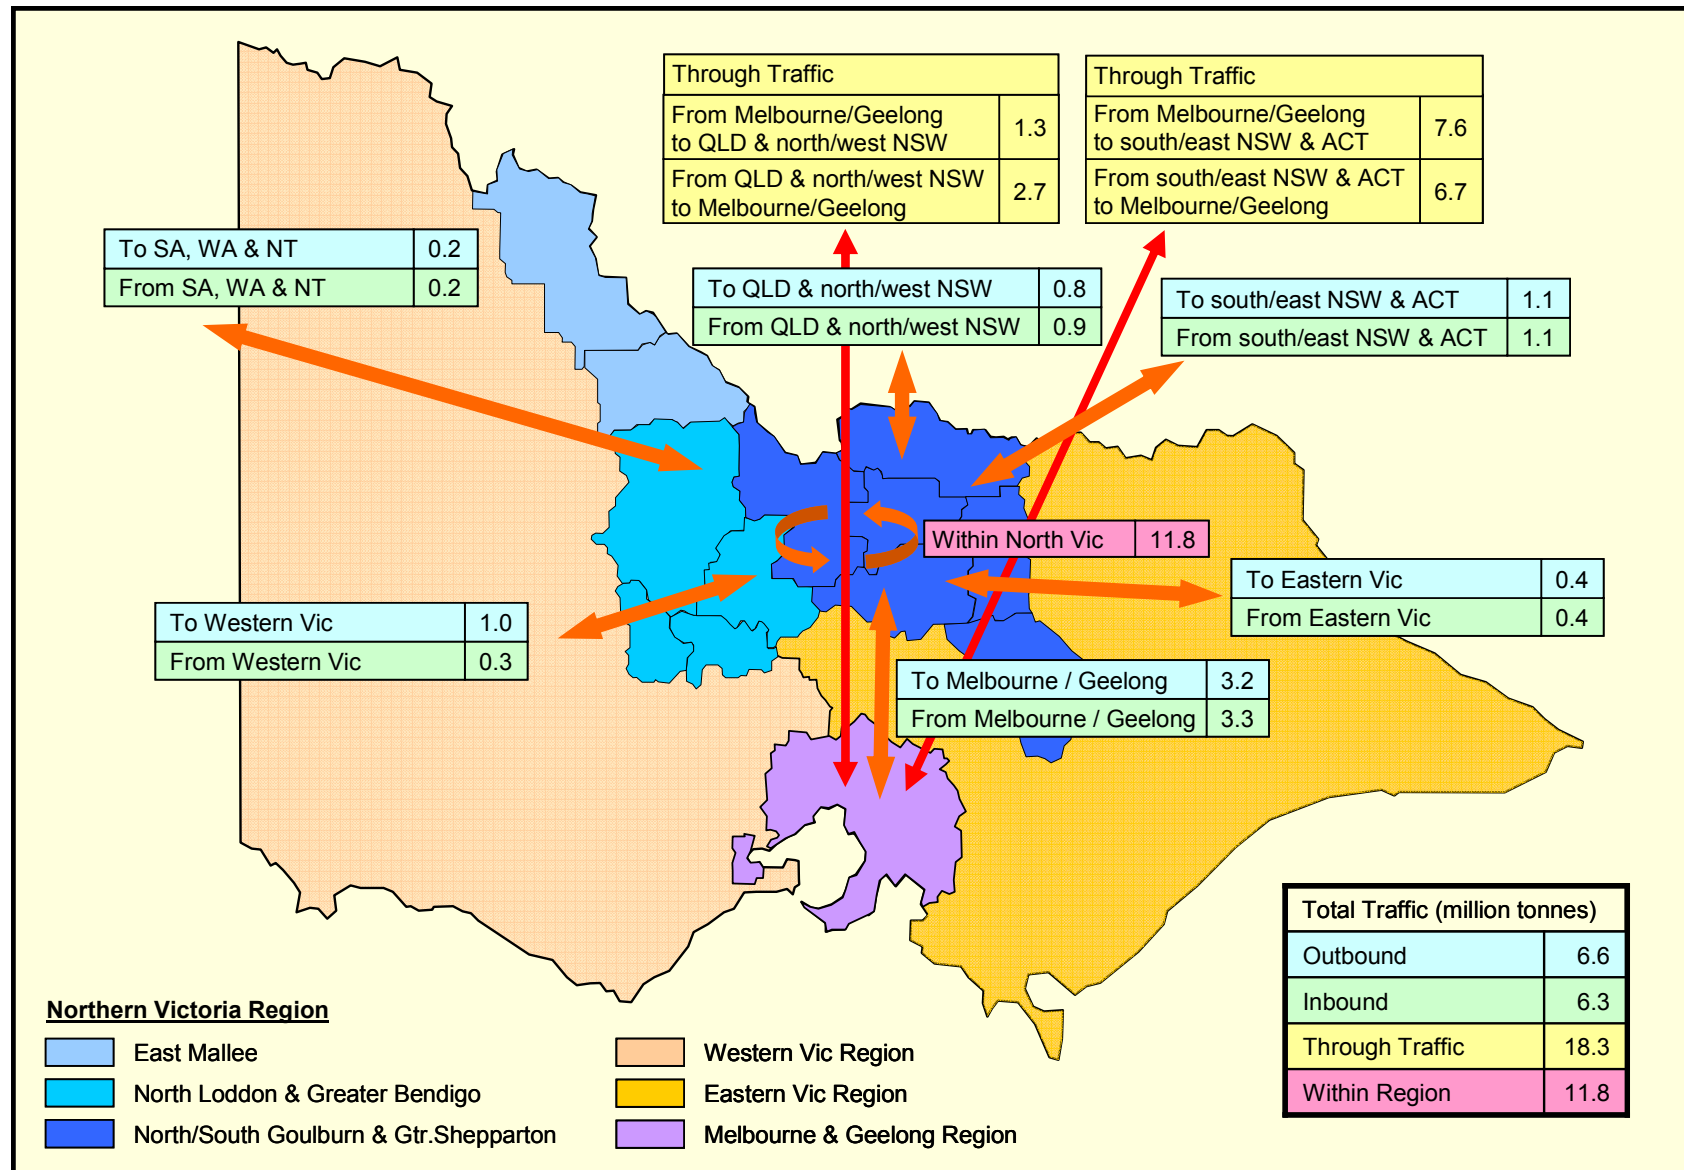 Through Traffic
From Melbourne/Geelong
to QLD & north/west NSW
1.3
From QLD & north/west NSW
to Melbourne/Geelong
2.7
Through Traffic
From Melbourne/Geelong
to south/east NSW & ACT
7.6
From south/east NSW & ACT
to Melbourne/Geelong
6.7
To SA, WA & NT 0.2
From SA, WA & NT 0.2
To QLD & north/west NSW 0.8
From QLD & north/west NSW 0.9
To south/east NSW & ACT 1.1
From south/east NSW & ACT 1.1
Within North Vic 11.8
To Eastern Vic 0.4
From Eastern Vic 0.4
To Western Vic 1.0
From Western Vic 0.3
To Melbourne / Geelong 3.2
From Melbourne / Geelong 3.3
Total Traffic (million tonnes)
Outbound 6.6
Inbound 6.3
Through Traffic 18.3
Within Region 11.8
Northern Victoria Region
East Mallee
North Loddon & Greater Bendigo
North/South Goulburn & Gtr.Shepparton
Western Vic Region
Eastern Vic Region
Melbourne & Geelong Region